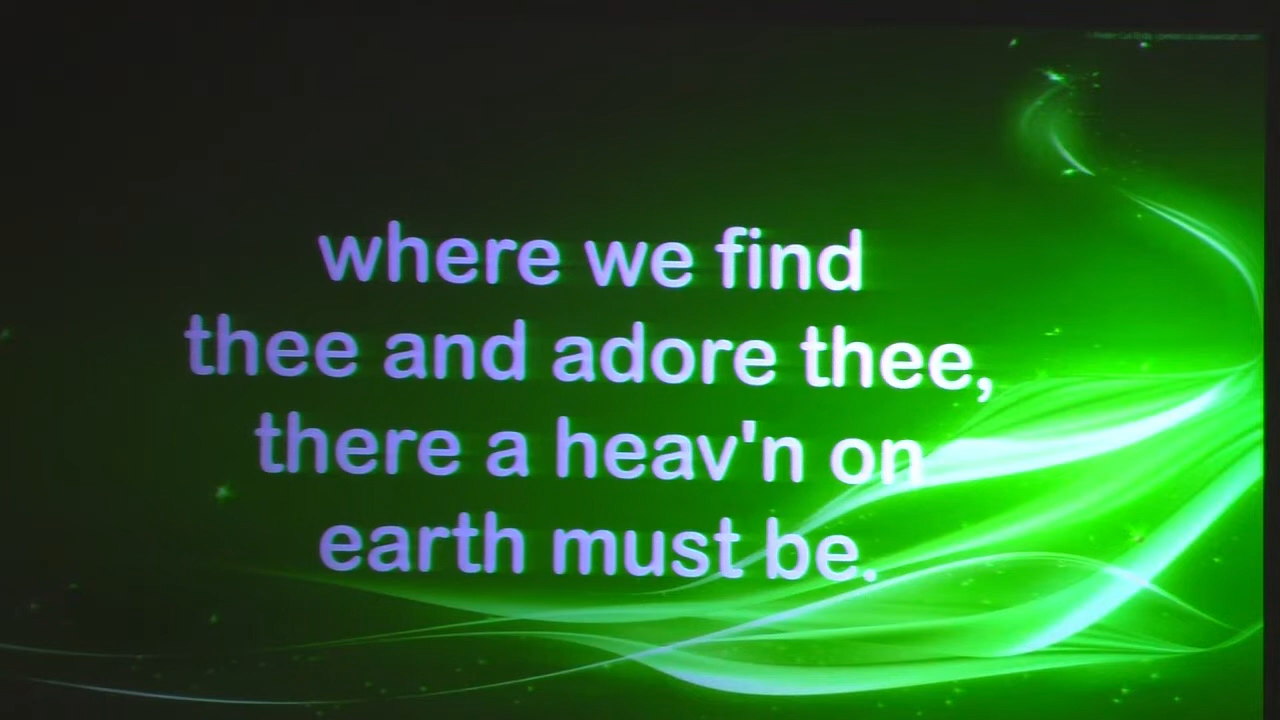 where we find
thee and adore thee,
there a heav'n on
earth must be.